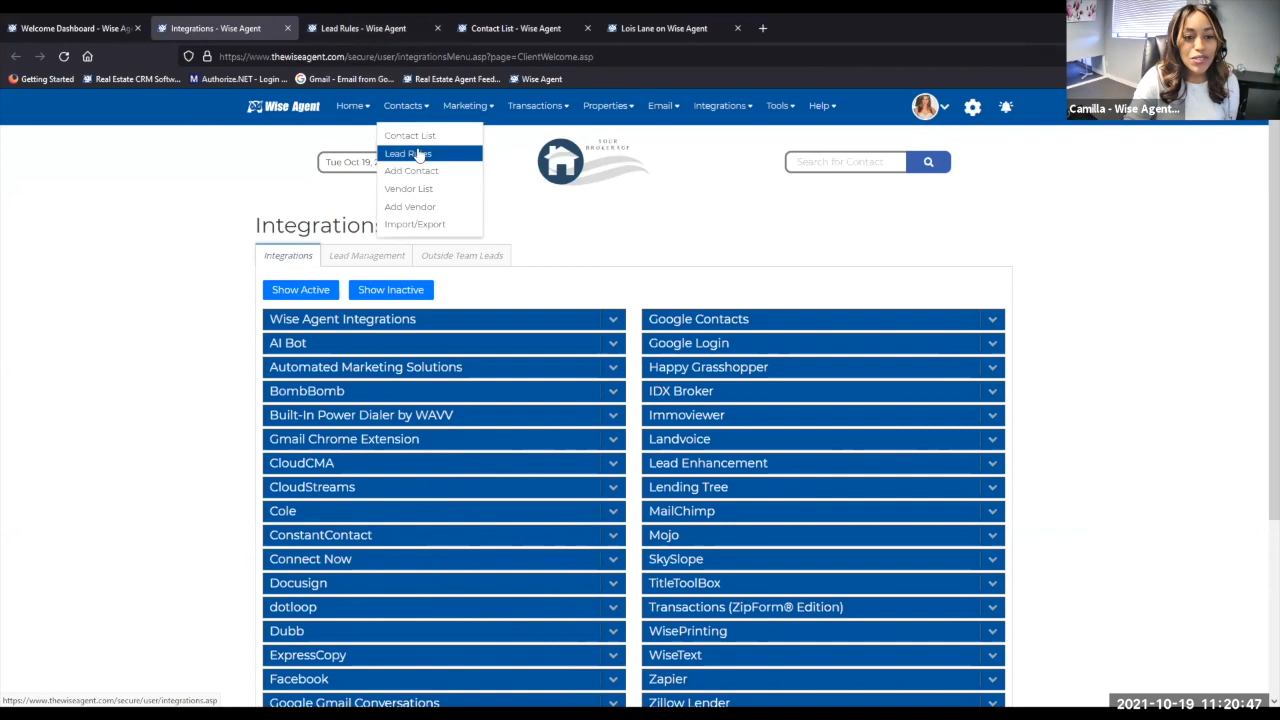 Welcome Dashboard - Wise Ag
Integrations - Wise Agent
Lead Rules - Wise Agent
Contact List - Wise Agent
Lois Lane on Wise Agent
https://www.thewiseagent.com/secure/user/integrationsMenu.asp?page=ClientWelcome.asp
Getting Started
Real Estate CRM Softw...
Authorize.NET - Login ...
Gmail - Email from Go...
Real Estate Agent Feed...
Wise Agent
Camilla - Wise Agent...
Wise Agent
Home
Contacts
Marketing
Transactions
Properties
Email
Integrations
Tools
Help
Contact List
Lead Rules
Add Contact
Vendor List
Add Vendor
Import/Export
Tue Oct 19, 2
YOUR
BROKERAGE
Search for Contact
Integrations
Integrations
Lead Management
Outside Team Leads
Show Active
Show Inactive
Wise Agent Integrations
AI Bot
Automated Marketing Solutions
BombBomb
Built-In Power Dialer by WAVV
Gmail Chrome Extension
CloudCMA
CloudStreams
Cole
ConstantContact
Connect Now
Docusign
dotloop
Dubb
ExpressCopy
Facebook
Google Gmail Conversations
Google Contacts
Google Login
Happy Grasshopper
IDX Broker
Immoviewer
Landvoice
Lead Enhancement
Lending Tree
MailChimp
Mojo
SkySlope
TitleToolBox
Transactions (ZipForm® Edition)
WisePrinting
WiseText
Zapier
Zillow Lender
https://www.thewiseagent.com/secure/user/integrations.asp
2021-10-19 11:20:47